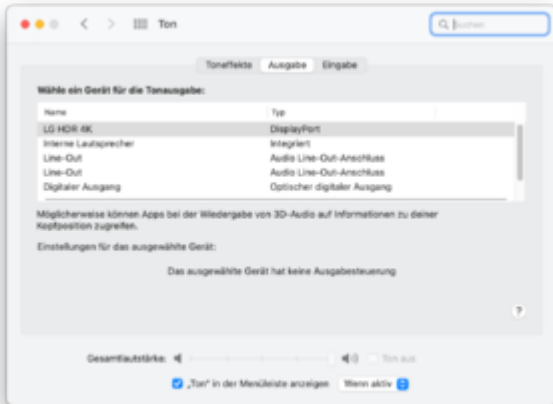 Ton
Suchen
Toneffekte Ausgabe Eingabe
Wähle ein Gerät für die Tonausgabe:
Name Typ
LG HDR 4K DisplayPort
Interne Lautsprecher Integriert
Line-Out Audio Line-Out-Anschluss
Line-Out Audio Line-Out-Anschluss
Digitaler Ausgang Optischer digitaler Ausgang
Möglicherweise können Apps bei der Wiedergabe von 3D-Audio auf Informationen zu deiner
Kopfposition zugreifen.
Einstellungen für das ausgewählte Gerät:
Das ausgewählte Gerät hat keine Ausgabesteuerung
?
Gesamtlautstärke: Ton aus
„Ton“ in der Menüleiste anzeigen Wenn aktiv